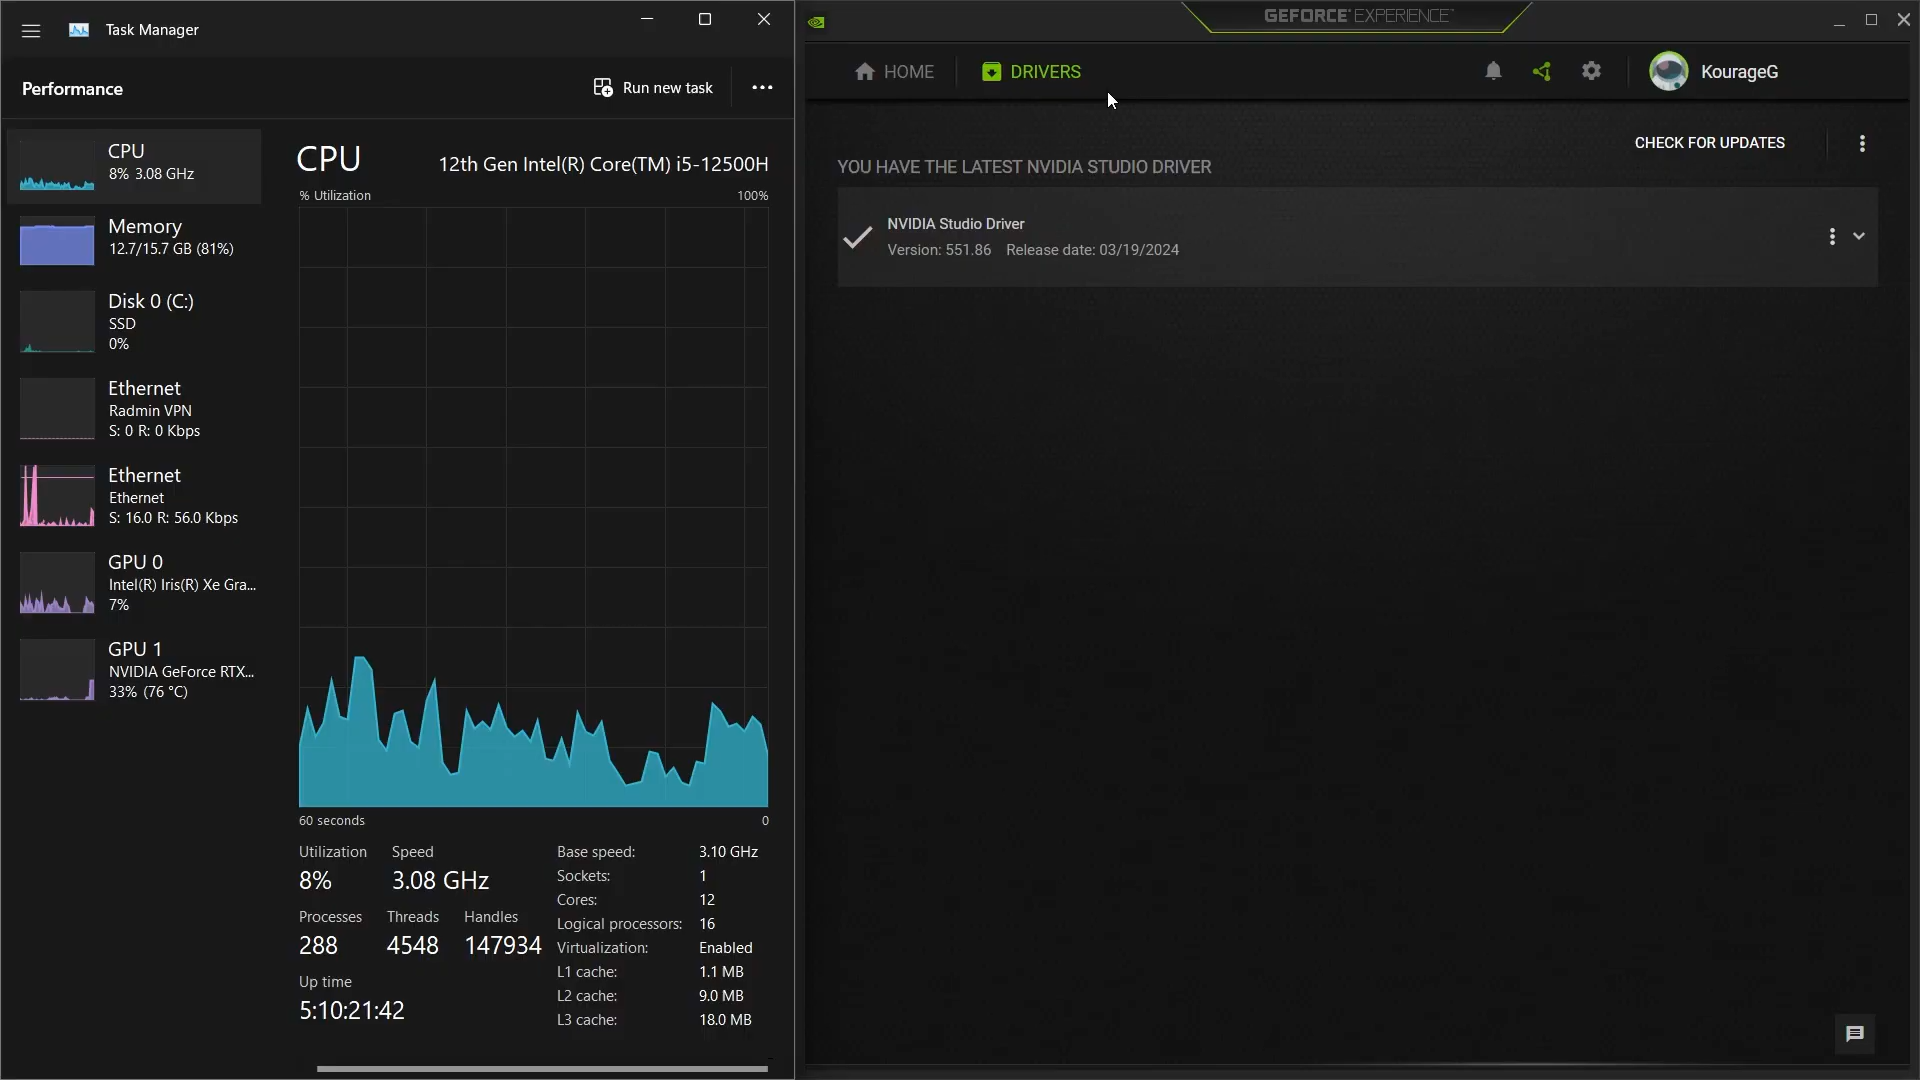 Task Manager
Performance
Run new task
CPU
8% 3.08 GHz
Memory
12.7/15.7 GB (81%)
Disk 0 (C:)
SSD
0%
Ethernet
Radmin VPN
S: 0 R: 0 Kbps
Ethernet
Ethernet
S: 16.0 R: 56.0 Kbps
GPU 0
Intel(R) Iris(R) Xe Gra...
7%
GPU 1
NVIDIA GeForce RTX...
33% (76 °C)
CPU
12th Gen Intel(R) Core(TM) i5-12500H
% Utilization
100%
60 seconds
0
Utilization Speed
8% 3.08 GHz
Processes Threads Handles
288 4548 147934
Up time
5:10:21:42
Base speed: 3.10 GHz
Sockets: 1
Cores: 12
Logical processors: 16
Virtualization: Enabled
L1 cache: 1.1 MB
L2 cache: 9.0 MB
L3 cache: 18.0 MB
GEFORCE® EXPERIENCE™
HOME
DRIVERS
KourageG
CHECK FOR UPDATES
YOU HAVE THE LATEST NVIDIA STUDIO DRIVER
NVIDIA Studio Driver
Version: 551.86 Release date: 03/19/2024